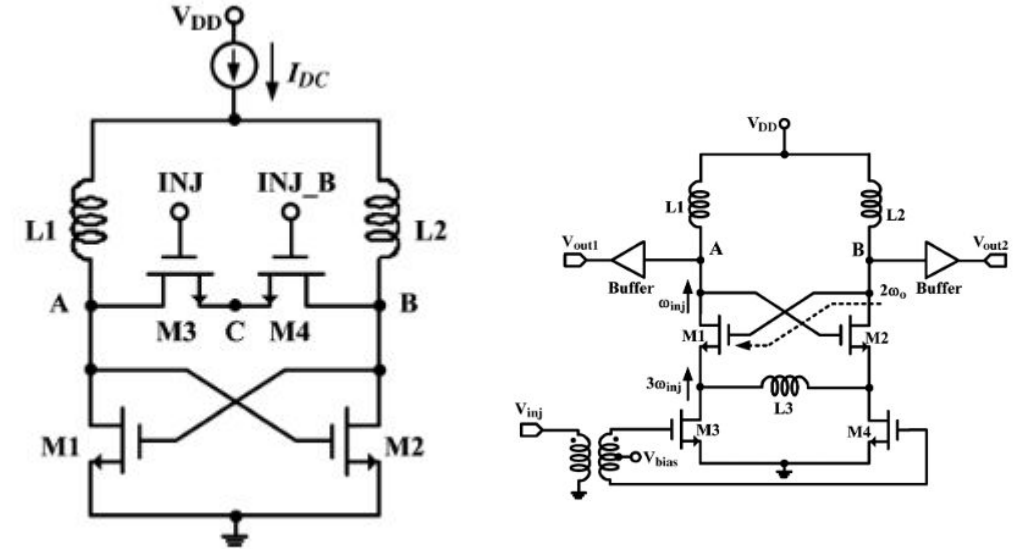 VDD
IDC
INJ INJ_B
L1 L2
A B
M3 C M4
M1 M2
VDD
L1 L2
Vout1 A B Vout2
Buffer Buffer
ωinj 2ωo
M1 M2
3ωinj
L3
Vinj
M3 M4
Vbias